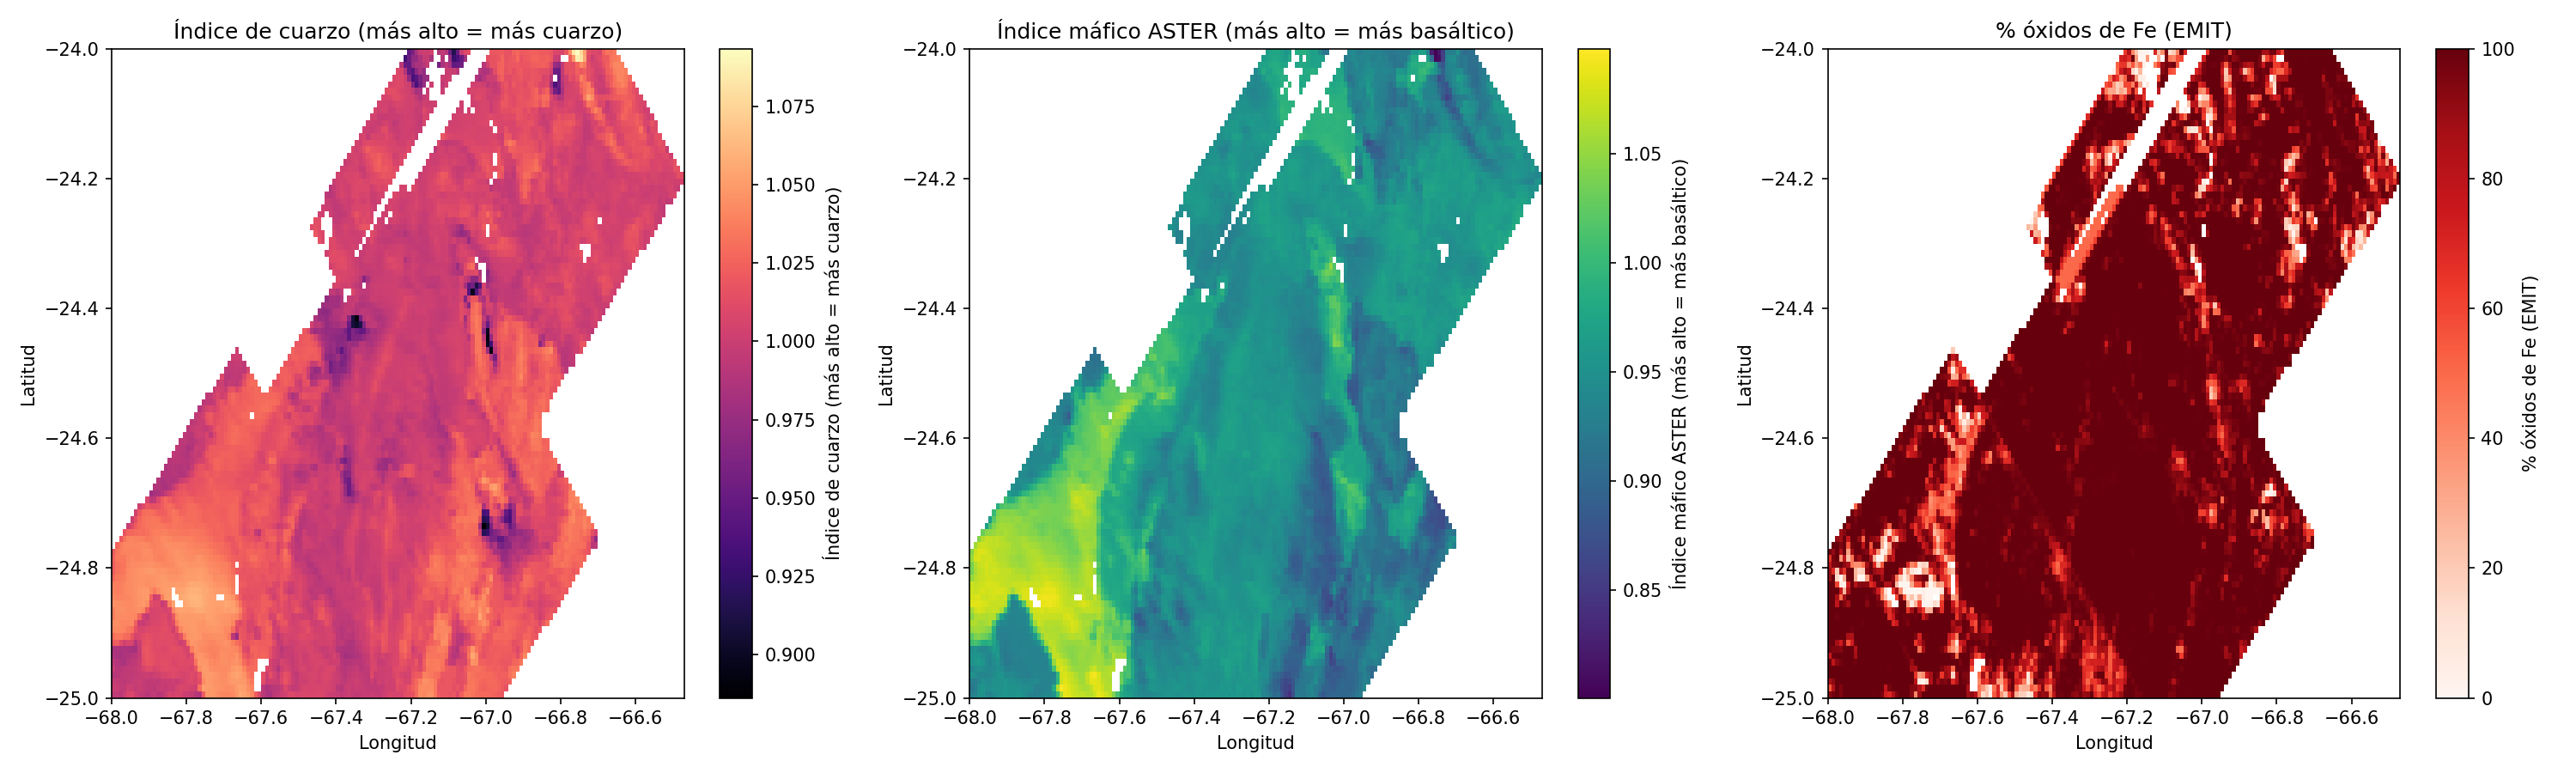 Índice de cuarzo (más alto = más cuarzo)
−24.0
−24.2
−24.4
−24.6
−24.8
−25.0
Latitud
−68.0 −67.8 −67.6 −67.4 −67.2 −67.0 −66.8 −66.6
Longitud
1.075
1.050
1.025
1.000
0.975
0.950
0.925
0.900
Índice de cuarzo (más alto = más cuarzo)
Índice máfico ASTER (más alto = más basáltico)
−24.0
−24.2
−24.4
−24.6
−24.8
−25.0
Latitud
−68.0 −67.8 −67.6 −67.4 −67.2 −67.0 −66.8 −66.6
Longitud
1.05
1.00
0.95
0.90
0.85
Índice máfico ASTER (más alto = más basáltico)
% óxidos de Fe (EMIT)
−24.0
−24.2
−24.4
−24.6
−24.8
−25.0
Latitud
−68.0 −67.8 −67.6 −67.4 −67.2 −67.0 −66.8 −66.6
Longitud
100
80
60
40
20
0
% óxidos de Fe (EMIT)